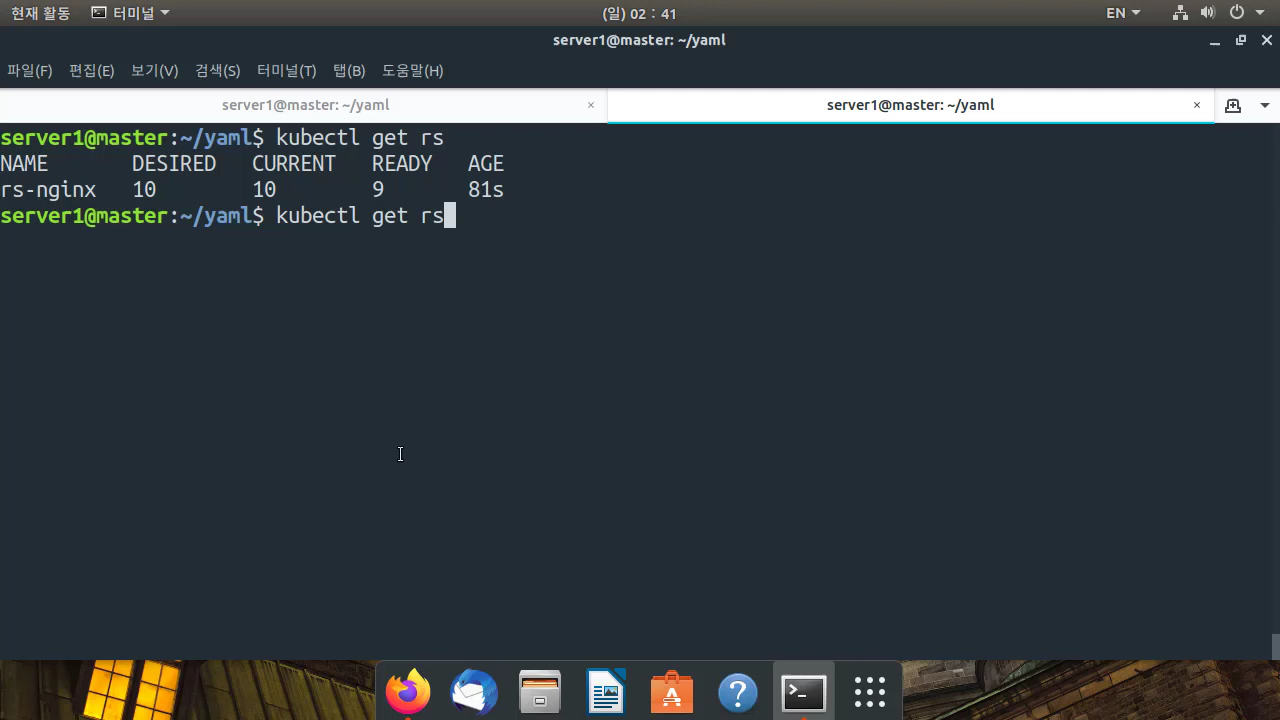 현재 활동 터미널 (일) 02 : 41 EN
server1@master: ~/yaml
파일(F) 편집(E) 보기(V) 검색(S) 터미널(T) 탭(B) 도움말(H)
server1@master: ~/yaml × server1@master: ~/yaml ×
server1@master:~/yaml$ kubectl get rs
NAME DESIRED CURRENT READY AGE
rs-nginx 10 10 9 81s
server1@master:~/yaml$ kubectl get rs